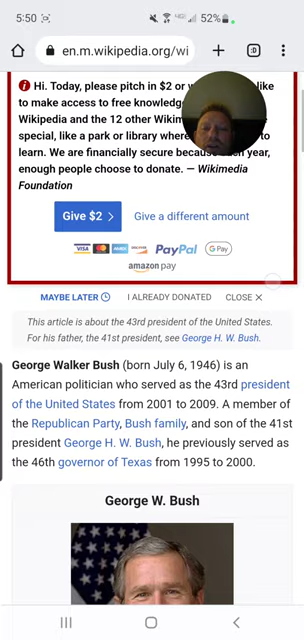 5:50
52%
en.m.wikipedia.org/wi
:D
Hi. Today, please pitch in $2 or w like
to make access to free knowledg
Wikipedia and the 12 other Wikim
special, like a park or library where to
learn. We are financially secure because year,
enough people choose to donate. — Wikimedia
Foundation
Give $2 Give a different amount
VISA AMEX DISCOVER PayPal G Pay
amazon pay
MAYBE LATER I ALREADY DONATED CLOSE
This article is about the 43rd president of the United States.
For his father, the 41st president, see George H. W. Bush.
George Walker Bush (born July 6, 1946) is an
American politician who served as the 43rd president
of the United States from 2001 to 2009. A member of
the Republican Party, Bush family, and son of the 41st
president George H. W. Bush, he previously served as
the 46th governor of Texas from 1995 to 2000.
George W. Bush